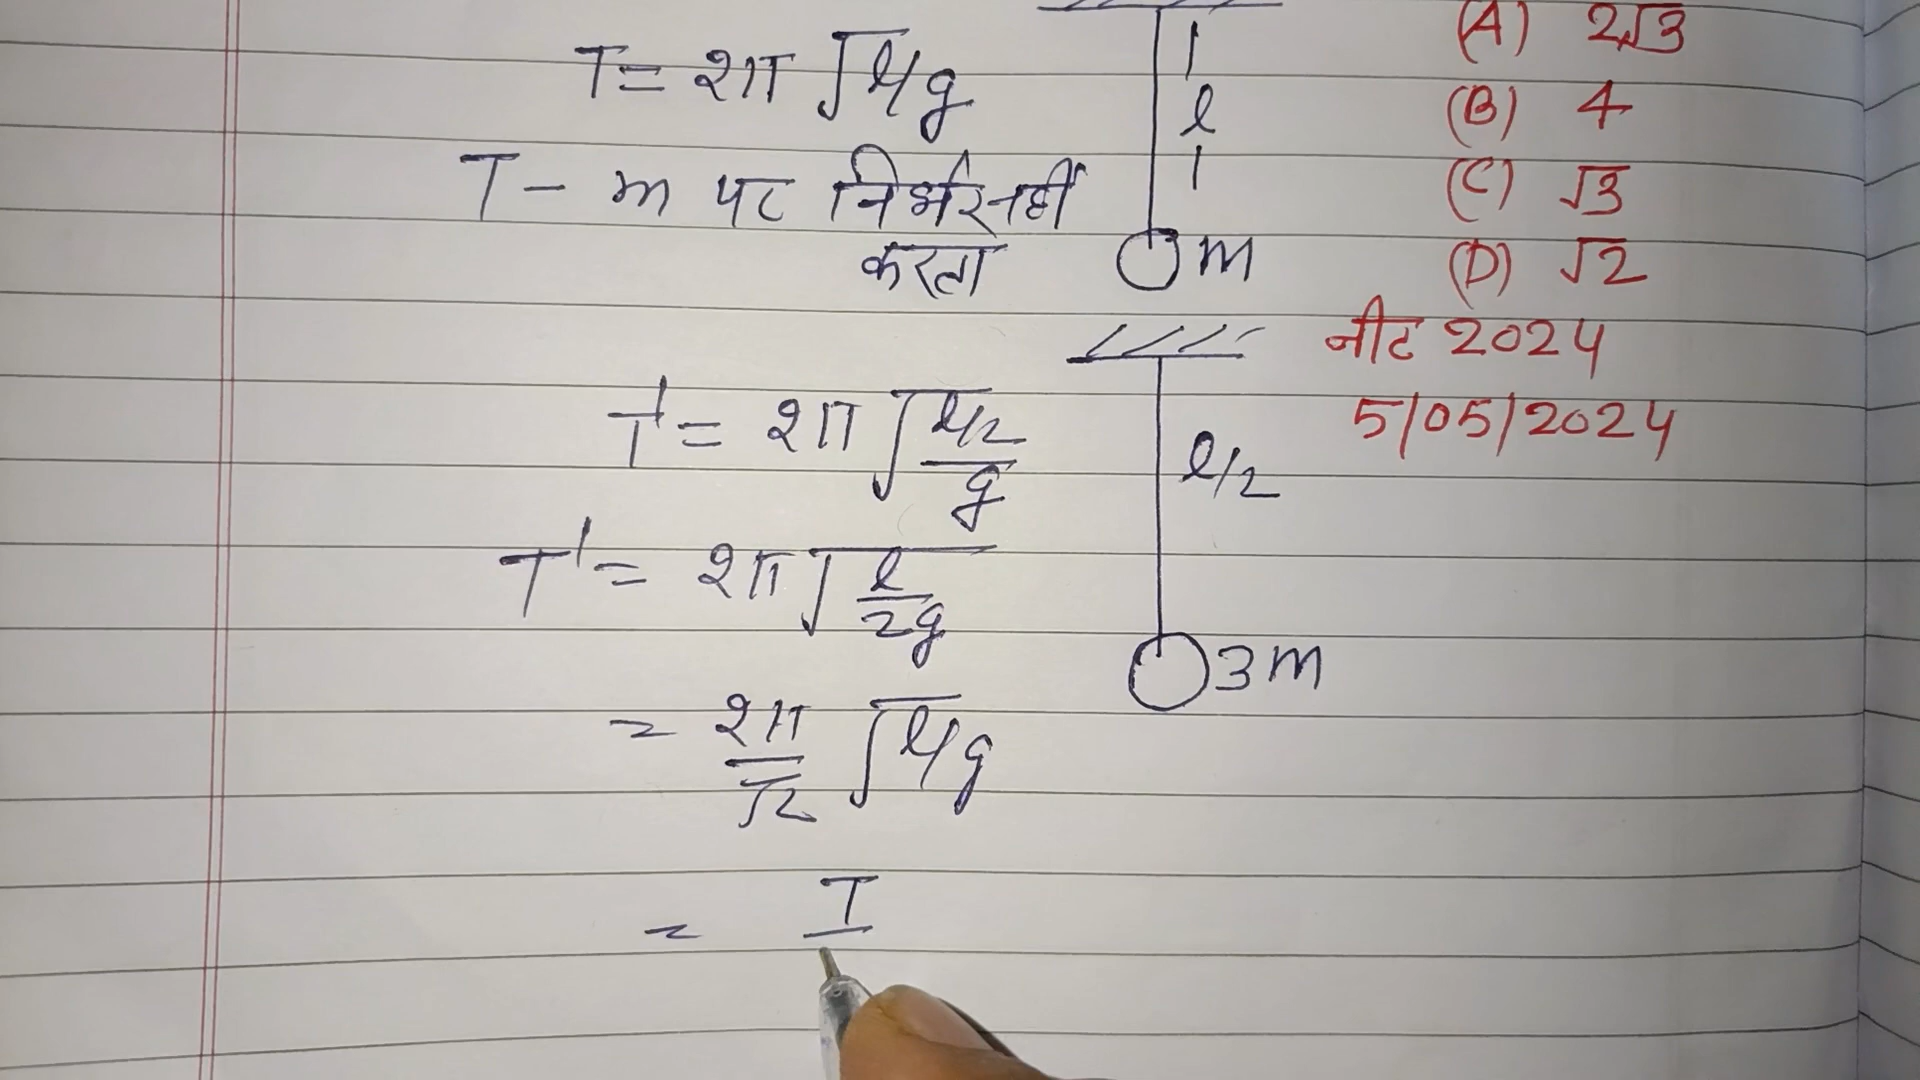 T = 2π √l/g
T - m पर निर्भर नहीं
करता
l
m
(A) 2√3
(B) 4
(C) √3
(D) √2
नीट 2024
5/05/2024
T' = 2π √(l/2)/g
l/2
T' = 2π √l/2g
3m
= 2π/√2 √l/g
= T